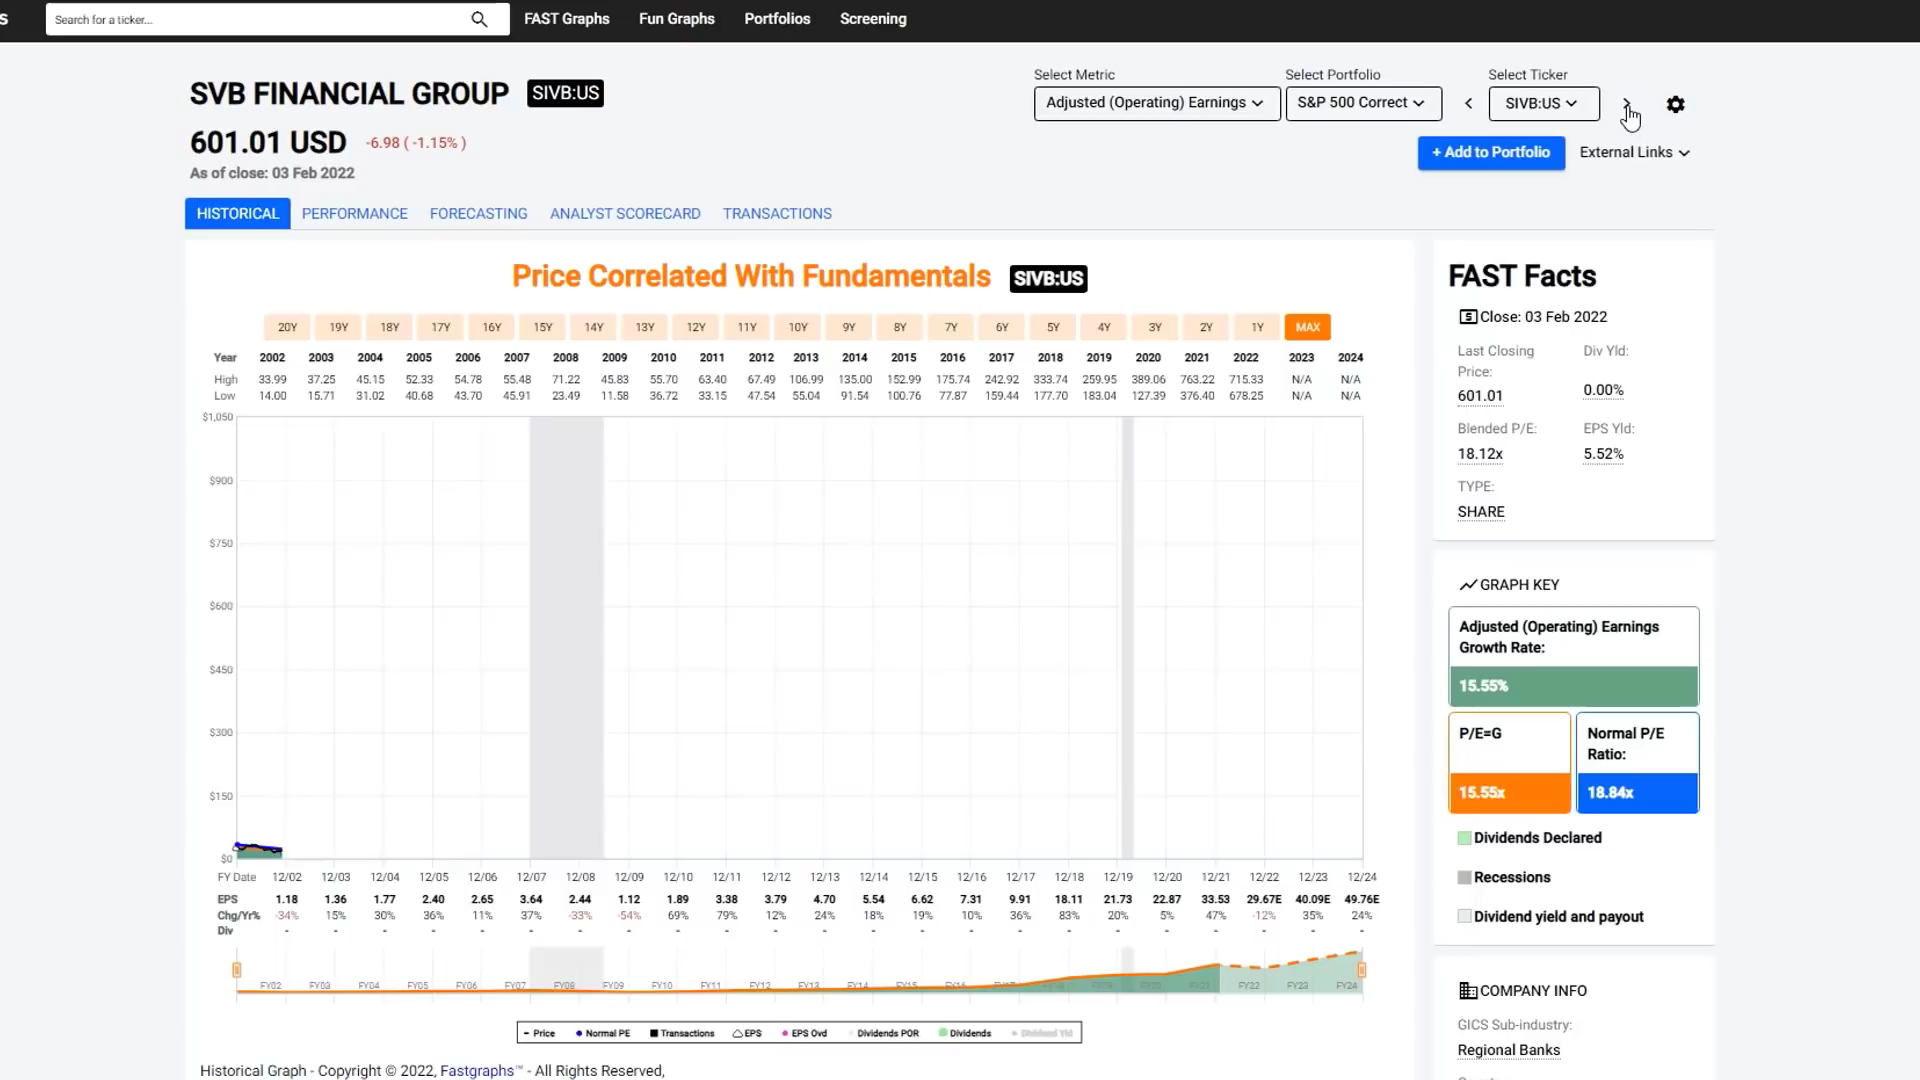 s Search for a ticker... FAST Graphs Fun Graphs Portfolios Screening
SVB FINANCIAL GROUP SIVB:US
601.01 USD -6.98 ( -1.15% )
As of close: 03 Feb 2022
Select Metric Select Portfolio Select Ticker
Adjusted (Operating) Earnings S&P 500 Correct SIVB:US
+ Add to Portfolio External Links
HISTORICAL PERFORMANCE FORECASTING ANALYST SCORECARD TRANSACTIONS
Price Correlated With Fundamentals SIVB:US
20Y 19Y 18Y 17Y 16Y 15Y 14Y 13Y 12Y 11Y 10Y 9Y 8Y 7Y 6Y 5Y 4Y 3Y 2Y 1Y MAX
Year 2002 2003 2004 2005 2006 2007 2008 2009 2010 2011 2012 2013 2014 2015 2016 2017 2018 2019 2020 2021 2022 2023 2024
High 33.99 37.25 45.15 52.33 54.78 55.48 71.22 45.83 55.70 63.40 67.49 106.99 135.00 152.99 175.74 242.92 333.74 259.95 389.06 763.22 715.33 N/A N/A
Low 14.00 15.71 31.02 40.68 43.70 45.91 23.49 11.58 36.72 33.15 47.54 55.04 91.54 100.76 77.87 159.44 177.70 183.04 127.39 376.40 678.25 N/A N/A
$1,050
$900
$750
$600
$450
$300
$150
$0
FY Date 12/02 12/03 12/04 12/05 12/06 12/07 12/08 12/09 12/10 12/11 12/12 12/13 12/14 12/15 12/16 12/17 12/18 12/19 12/20 12/21 12/22 12/23 12/24
EPS 1.18 1.36 1.77 2.40 2.65 3.64 2.44 1.12 1.89 3.38 3.79 4.70 5.54 6.62 7.31 9.91 18.11 21.73 22.87 33.53 29.67E 40.09E 49.76E
Chg/Yr% -34% 15% 30% 36% 11% 37% -33% -54% 69% 79% 12% 24% 18% 19% 10% 36% 83% 20% 5% 47% -12% 35% 24%
Div - - - - - - - - - - - - - - - - - - - - - - -
FY02 FY03 FY04 FY05 FY06 FY07 FY08 FY09 FY10 FY11 FY12 FY13 FY14 FY15 FY16 FY22 FY23 FY24
Price Normal PE Transactions EPS EPS Ovd Dividends POR Dividends Dividend Yld
Historical Graph - Copyright © 2022, Fastgraphs™ - All Rights Reserved,
FAST Facts
Close: 03 Feb 2022
Last Closing Price: Div Yld:
601.01 0.00%
Blended P/E: EPS Yld:
18.12x 5.52%
TYPE:
SHARE
GRAPH KEY
Adjusted (Operating) Earnings
Growth Rate:
15.55%
P/E=G Normal P/E Ratio:
15.55x 18.84x
Dividends Declared
Recessions
Dividend yield and payout
COMPANY INFO
GICS Sub-industry:
Regional Banks